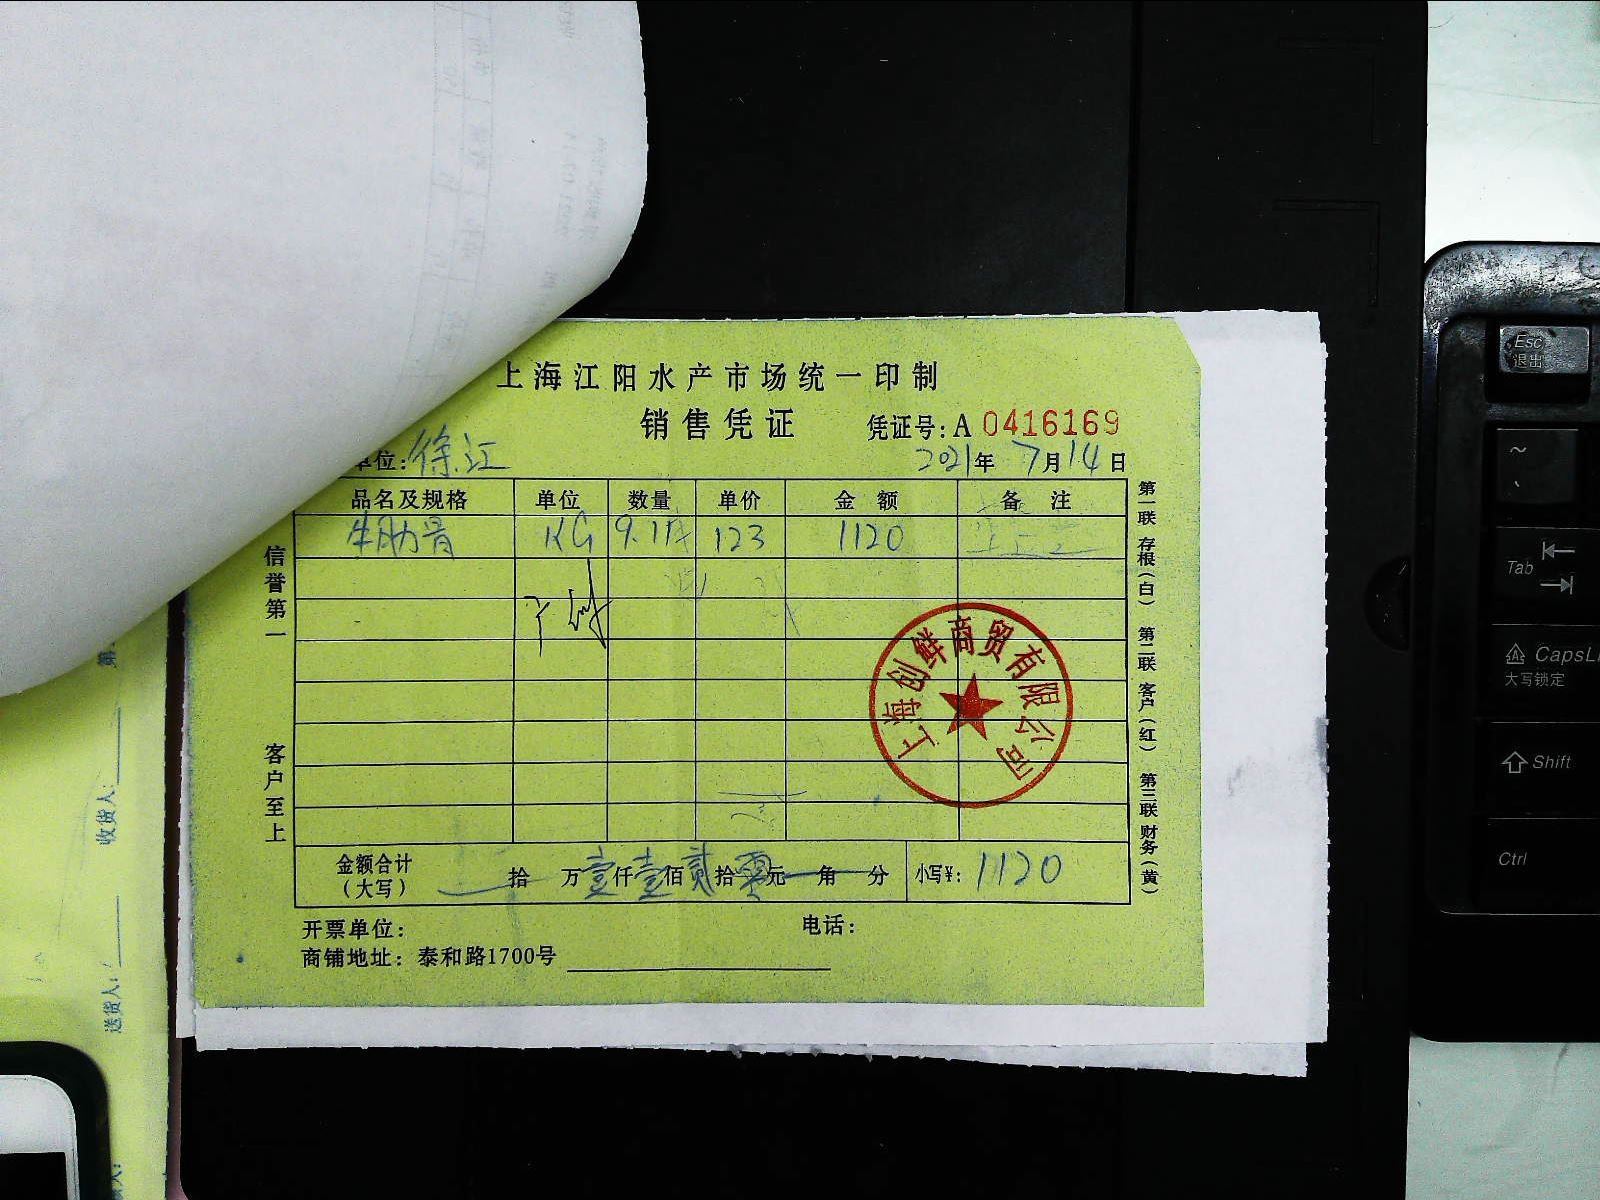 上海江阳水产市场统一印制
销售凭证 凭证号：A 0416169
单位：徐汇 2021年7月14日
品名及规格 单位 数量 单价 金额 备注
牛肋骨 KG 9.1 123 1120
信誉第一
客户至上
第一联 存根（白） 第二联 客户（红） 第三联 财务（黄）
上海创鲜商贸有限公司
金额合计（大写） 拾 万壹仟壹佰贰拾零元 角 分 小写¥：1120
开票单位： 电话：
商铺地址：泰和路1700号
收货人：
送货人：
Esc
退出
~
Tab
CapsL
大写锁定
Shift
Ctrl